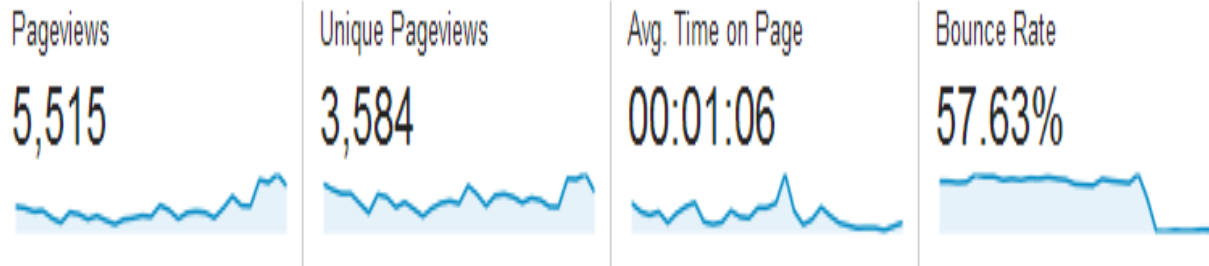 Pageviews
5,515
Unique Pageviews
3,584
Avg. Time on Page
00:01:06
Bounce Rate
57.63%